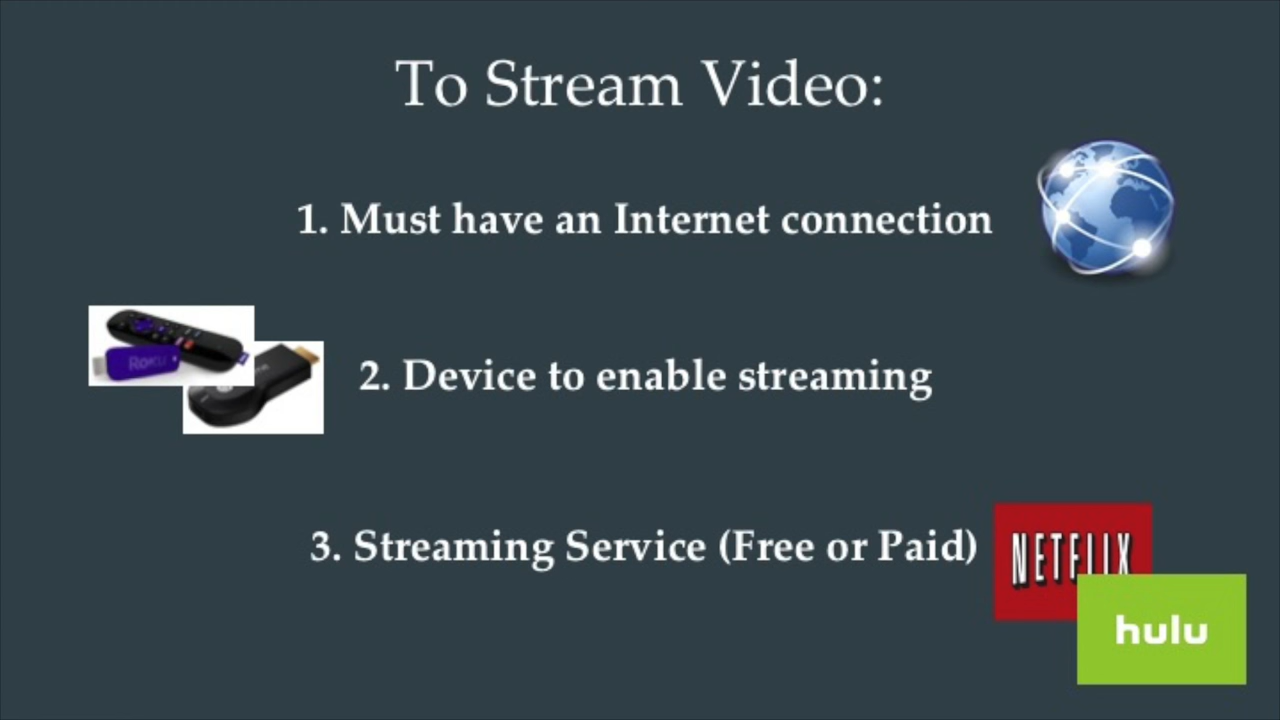 To Stream Video:
1. Must have an Internet connection
Roku
2. Device to enable streaming
3. Streaming Service (Free or Paid)
NETFLIX
hulu